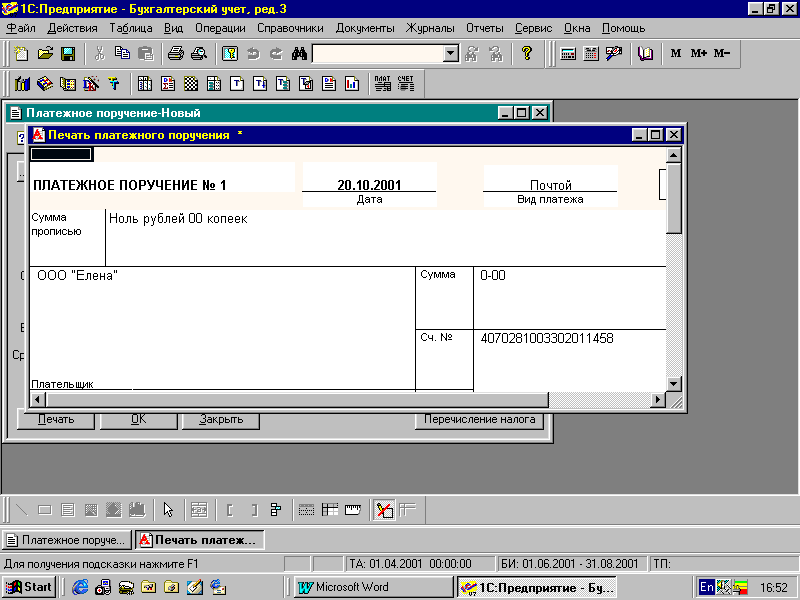 1С:Предприятие - Бухгалтерский учет, ред.3
Файл Действия Таблица Вид Операции Справочники Документы Журналы Отчеты Сервис Окна Помощь
M M+ M-
ПЛАТ СЧЕТ
Платежное поручение-Новый
Печать платежного поручения *
ПЛАТЕЖНОЕ ПОРУЧЕНИЕ № 1
20.10.2001
Почтой
Дата
Вид платежа
Сумма прописью
Ноль рублей 00 копеек
ООО "Елена"
Сумма
0-00
Сч. №
4070281003302011458
Плательщик
Ср
Печать OK Закрыть Перечисление налога
Платежное поруче... Печать платеж...
Для получения подсказки нажмите F1
TA: 01.04.2001 00:00:00
БИ: 01.06.2001 - 31.08.2001
ТП:
Start
Microsoft Word
1С:Предприятие - Бу...
En
16:52